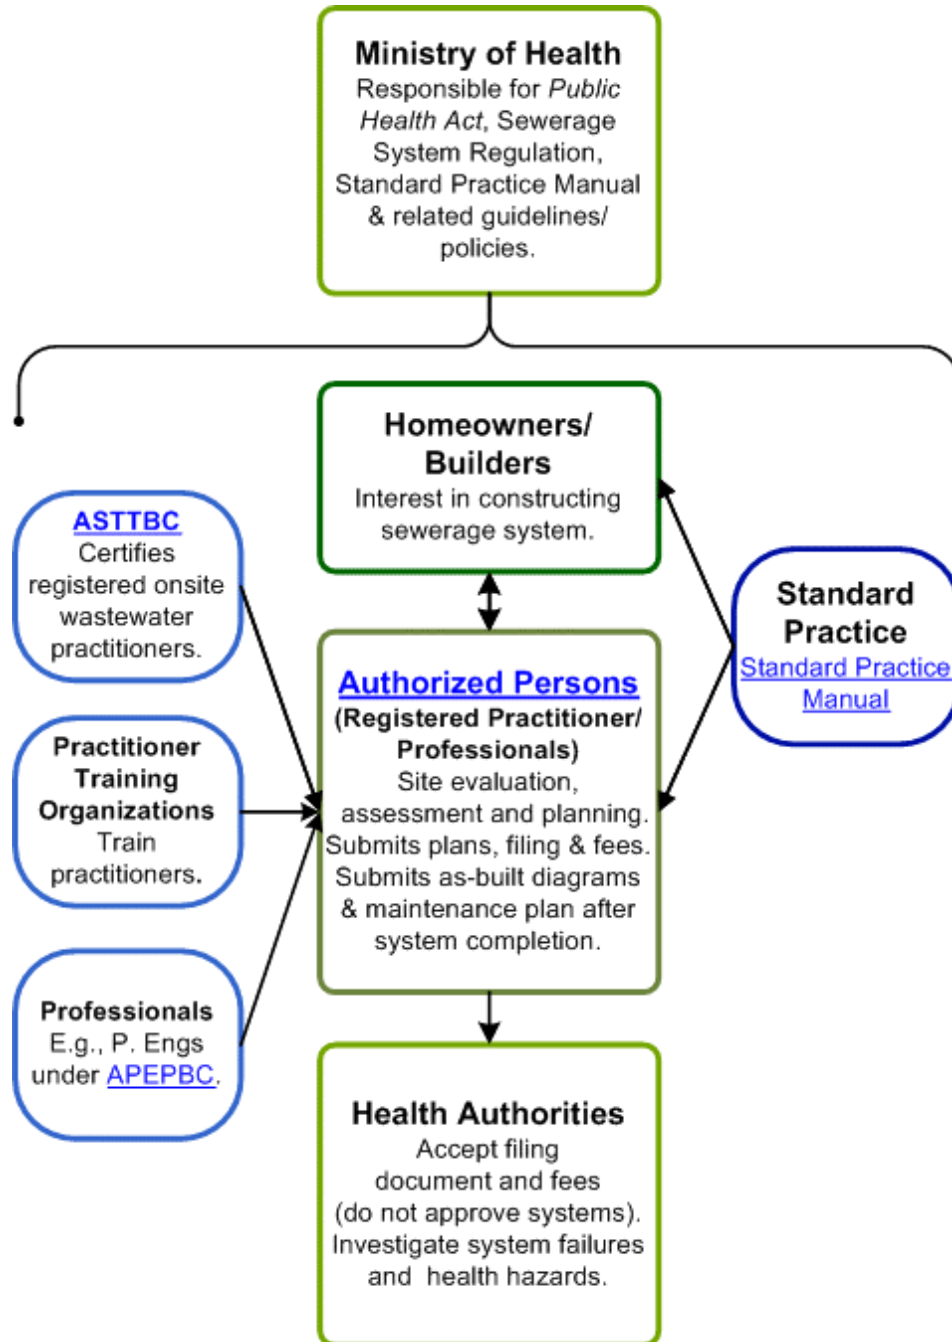 Ministry of Health
Responsible for Public
Health Act, Sewerage
System Regulation,
Standard Practice Manual
& related guidelines/
policies.
Homeowners/
Builders
Interest in constructing
sewerage system.
ASTTBC
Certifies
registered onsite
wastewater
practitioners.
Standard
Practice
Standard Practice
Manual
Authorized Persons
(Registered Practitioner/
Professionals)
Site evaluation,
assessment and planning.
Submits plans, filing & fees.
Submits as-built diagrams
& maintenance plan after
system completion.
Practitioner
Training
Organizations
Train
practitioners.
Professionals
E.g., P. Engs
under APEPBC.
Health Authorities
Accept filing
document and fees
(do not approve systems).
Investigate system failures
and health hazards.